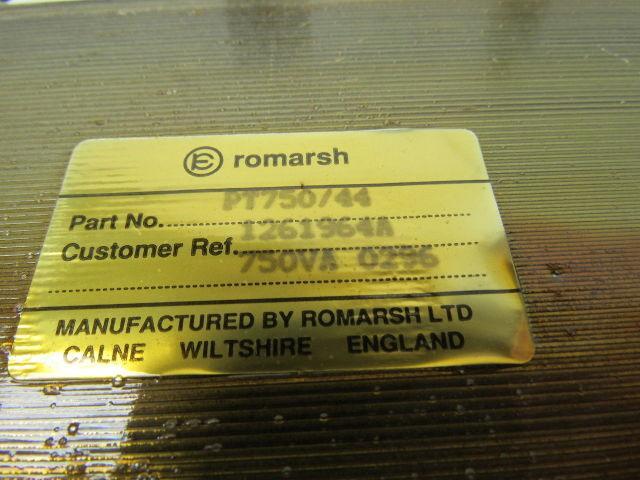 romarsh
PT750/44
Part No.
1261964A
Customer Ref.
750VA 0296
MANUFACTURED BY ROMARSH LTD
CALNE WILTSHIRE ENGLAND